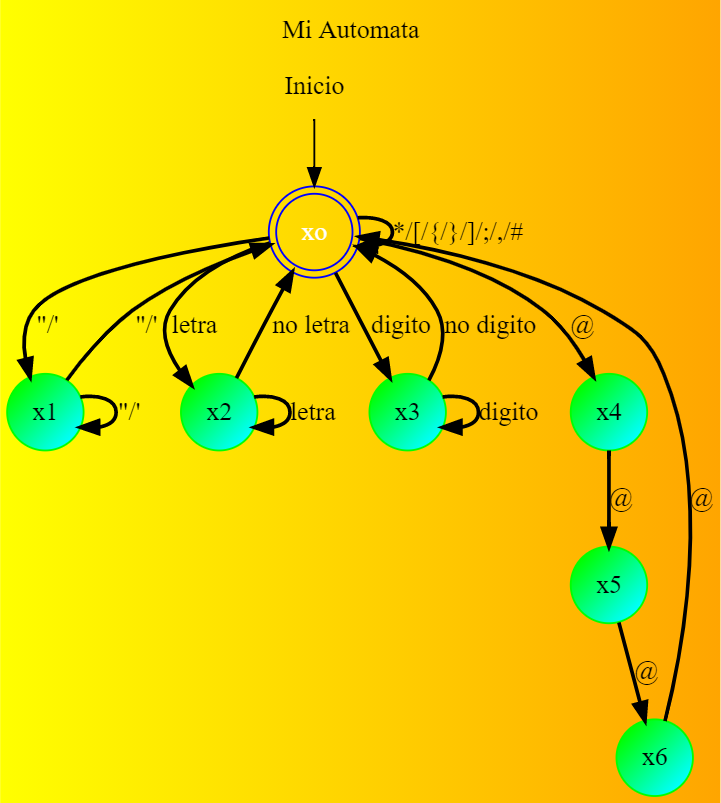 Mi Automata
Inicio
xo
*/[/{/}/]/;/,/#
"/'
"/'
letra
no letra
digito
no digito
@
x1
"/'
x2
letra
x3
digito
x4
@
@
x5
@
x6